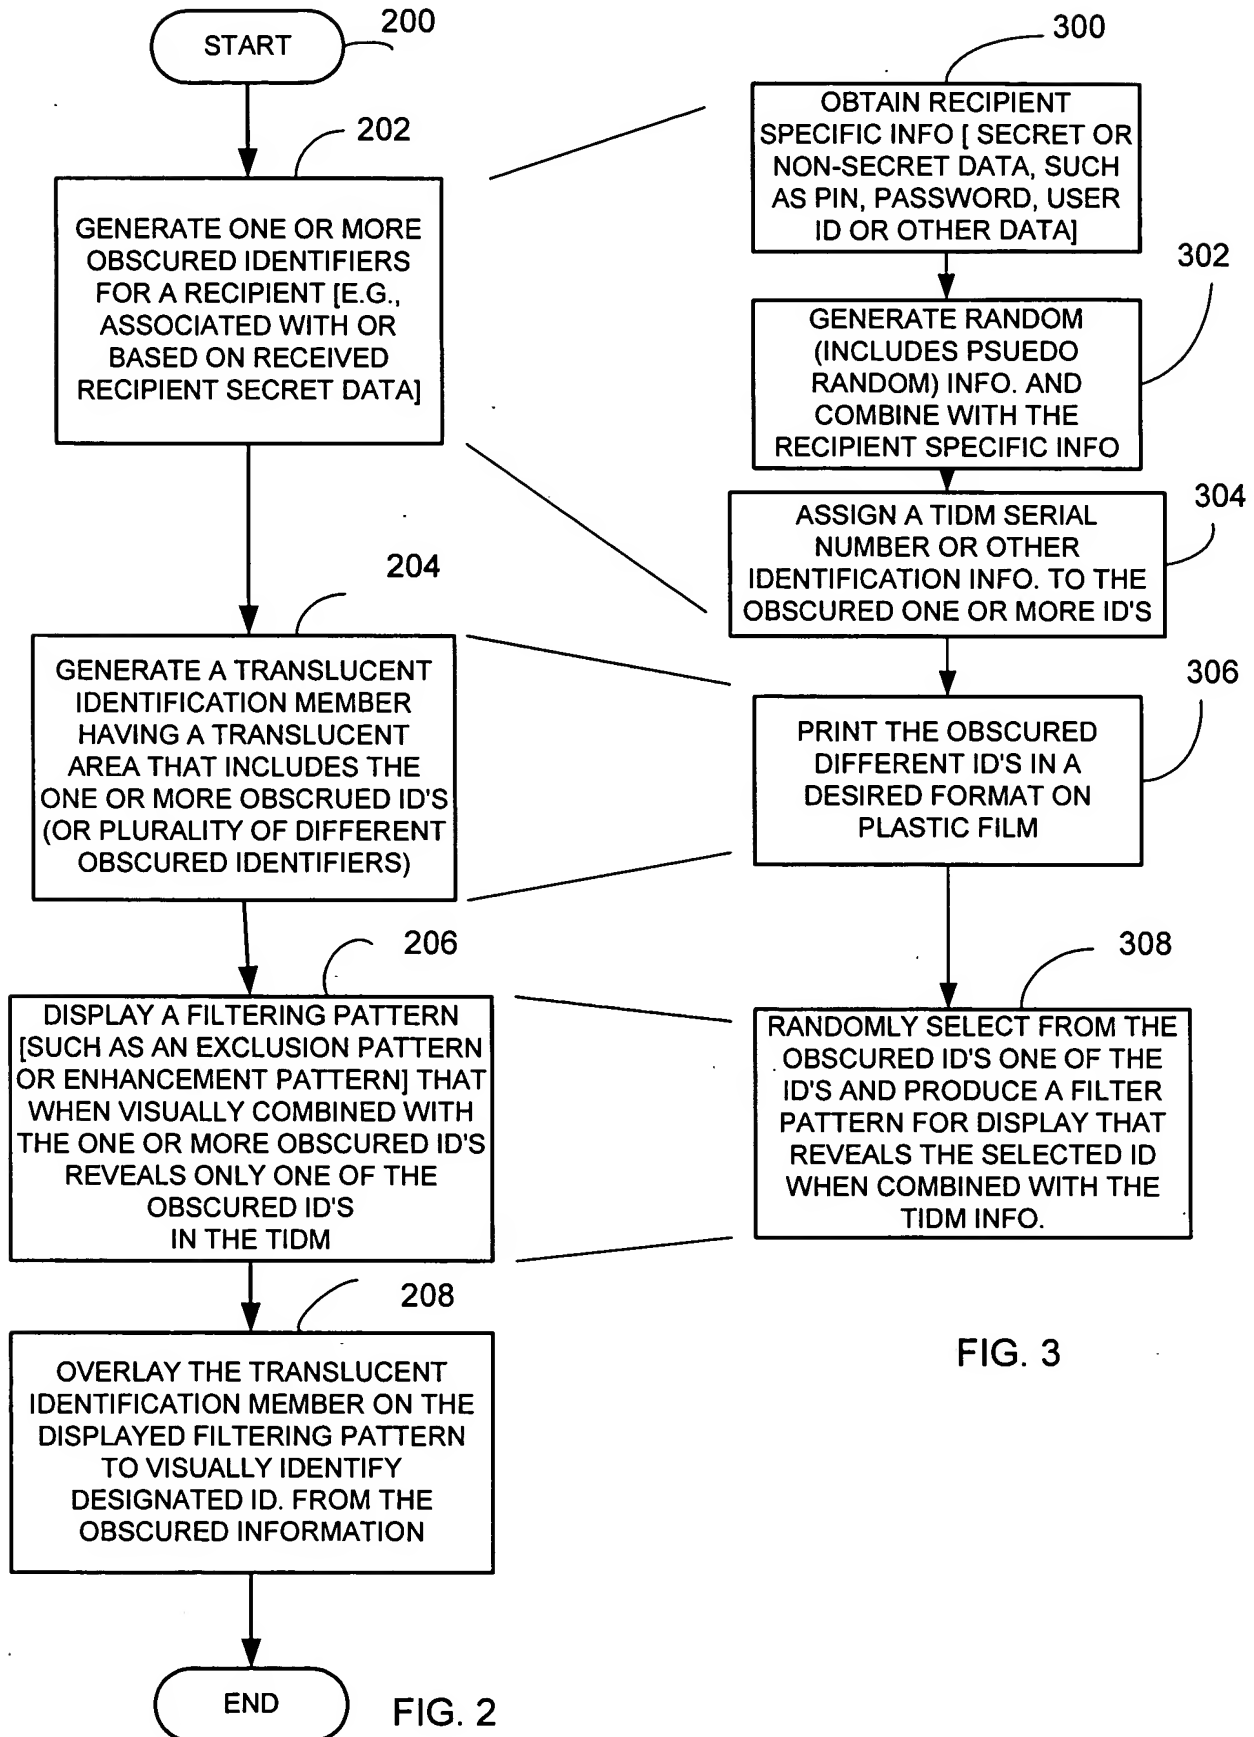 START
200
202
GENERATE ONE OR MORE
OBSCURED IDENTIFIERS
FOR A RECIPIENT [E.G.,
ASSOCIATED WITH OR
BASED ON RECEIVED
RECIPIENT SECRET DATA]
204
GENERATE A TRANSLUCENT
IDENTIFICATION MEMBER
HAVING A TRANSLUCENT
AREA THAT INCLUDES THE
ONE OR MORE OBSCRUED ID'S
(OR PLURALITY OF DIFFERENT
OBSCURED IDENTIFIERS)
206
DISPLAY A FILTERING PATTERN
[SUCH AS AN EXCLUSION PATTERN
OR ENHANCEMENT PATTERN] THAT
WHEN VISUALLY COMBINED WITH
THE ONE OR MORE OBSCURED ID'S
REVEALS ONLY ONE OF THE
OBSCURED ID'S
IN THE TIDM
208
OVERLAY THE TRANSLUCENT
IDENTIFICATION MEMBER ON THE
DISPLAYED FILTERING PATTERN
TO VISUALLY IDENTIFY
DESIGNATED ID. FROM THE
OBSCURED INFORMATION
END
FIG. 2
300
OBTAIN RECIPIENT
SPECIFIC INFO [ SECRET OR
NON-SECRET DATA, SUCH
AS PIN, PASSWORD, USER
ID OR OTHER DATA]
302
GENERATE RANDOM
(INCLUDES PSUEDO
RANDOM) INFO. AND
COMBINE WITH THE
RECIPIENT SPECIFIC INFO
304
ASSIGN A TIDM SERIAL
NUMBER OR OTHER
IDENTIFICATION INFO. TO THE
OBSCURED ONE OR MORE ID'S
306
PRINT THE OBSCURED
DIFFERENT ID'S IN A
DESIRED FORMAT ON
PLASTIC FILM
308
RANDOMLY SELECT FROM THE
OBSCURED ID'S ONE OF THE
ID'S AND PRODUCE A FILTER
PATTERN FOR DISPLAY THAT
REVEALS THE SELECTED ID
WHEN COMBINED WITH THE
TIDM INFO.
FIG. 3